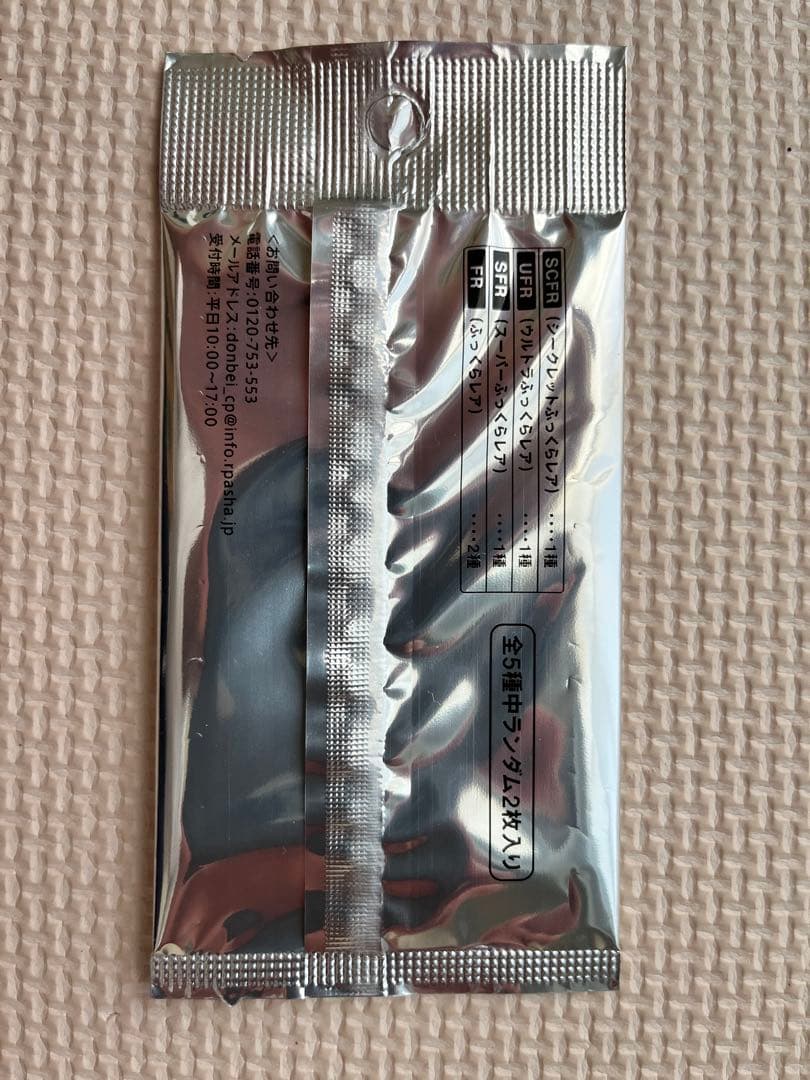 SCFR (シークレットふっくらレア) ‥‥1種
UFR (ウルトラふっくらレア) ‥‥1種
SFR (スーパーふっくらレア) ‥‥1種
FR (ふっくらレア) ‥‥2種
全5種中ランダム2枚入り
＜お問い合わせ先＞
電話番号:0120-753-553
メールアドレス:donbei_cp@info.rpasha.jp
受付時間:平日10:00～17:00